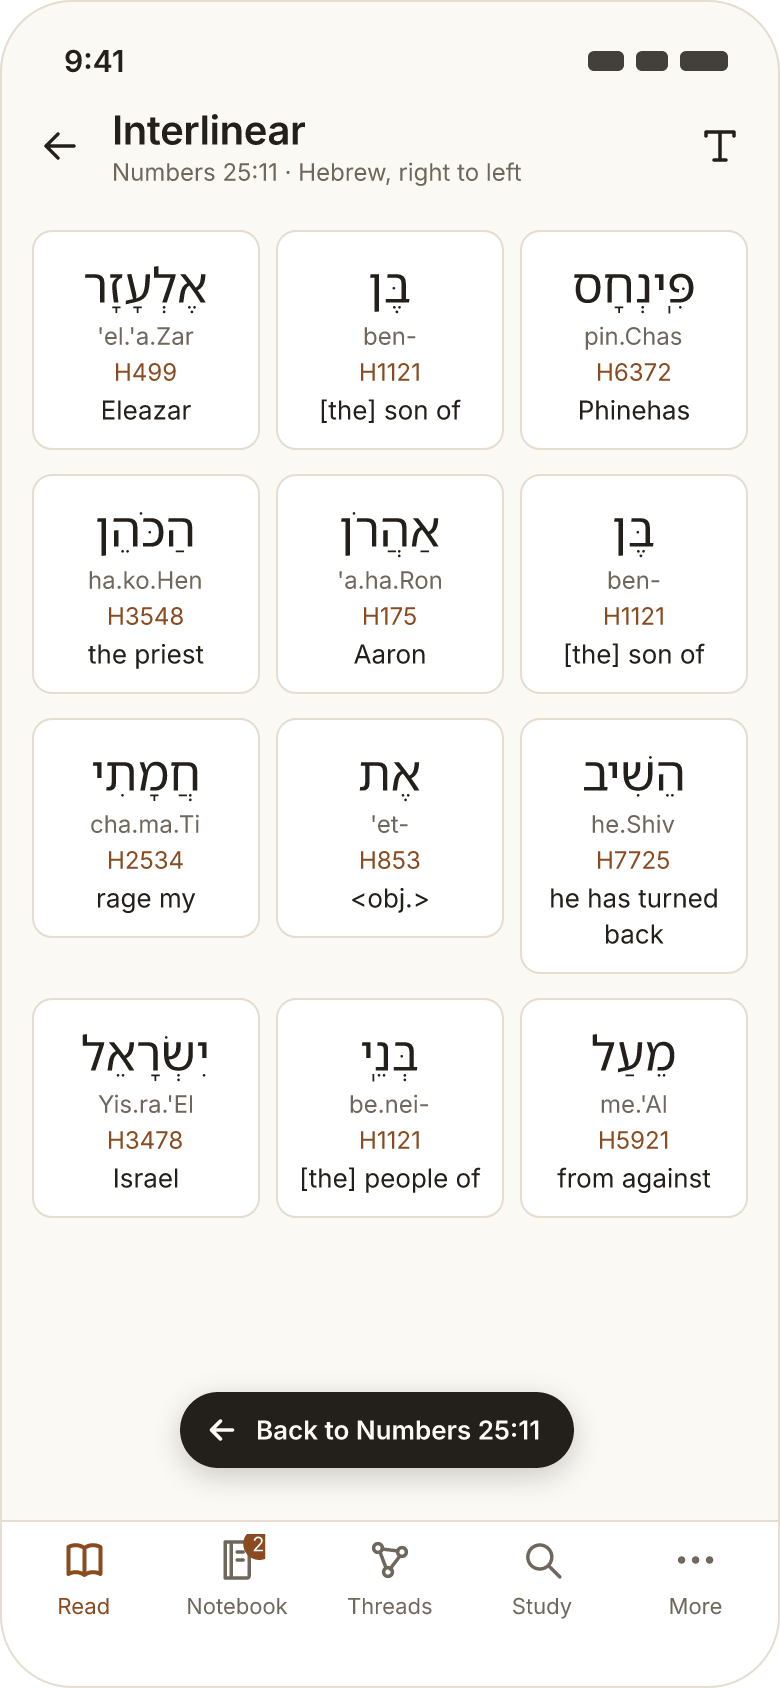 9:41
Interlinear
Numbers 25:11 · Hebrew, right to left
פִּֽינְחָס
pin.Chas
H6372
Phinehas
בֶּן
ben-
H1121
[the] son of
אֶלְעָזָר
'el.'a.Zar
H499
Eleazar
בֶּן
ben-
H1121
[the] son of
אַהֲרֹן
'a.ha.Ron
H175
Aaron
הַכֹּהֵן
ha.ko.Hen
H3548
the priest
הֵשִׁיב
he.Shiv
H7725
he has turned
back
אֶת
'et-
H853
<obj.>
חֲמָתִי
cha.ma.Ti
H2534
rage my
מֵעַל
me.'Al
H5921
from against
בְּנֵֽי
be.nei-
H1121
[the] people of
יִשְׂרָאֵל
Yis.ra.'El
H3478
Israel
Back to Numbers 25:11
2
Read
Notebook
Threads
Study
More